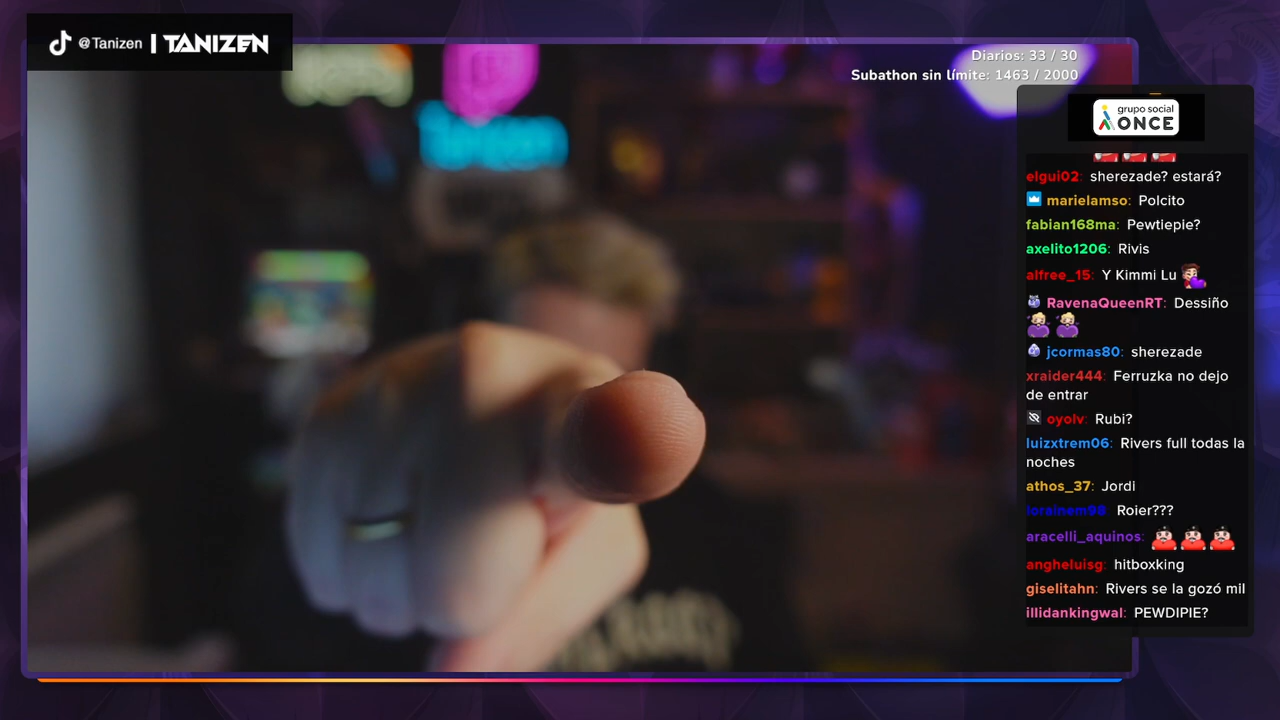 @Tanizen | TANIZEN
Diarios: 33 / 30
Subathon sin límite: 1463 / 2000
grupo social
ONCE
elgui02: sherezade? estará?
marielamso: Polcito
fabian168ma: Pewtiepie?
axelito1206: Rivis
alfree_15: Y Kimmi Lu
RavenaQueenRT: Dessiño
jcormas80: sherezade
xraider444: Ferruzka no dejo
de entrar
oyolv: Rubi?
luizxtrem06: Rivers full todas la
noches
athos_37: Jordi
lorainem98: Roier???
aracelli_aquinos:
angheluisg: hitboxking
giselitahn: Rivers se la gozó mil
illidankingwal: PEWDIPIE?